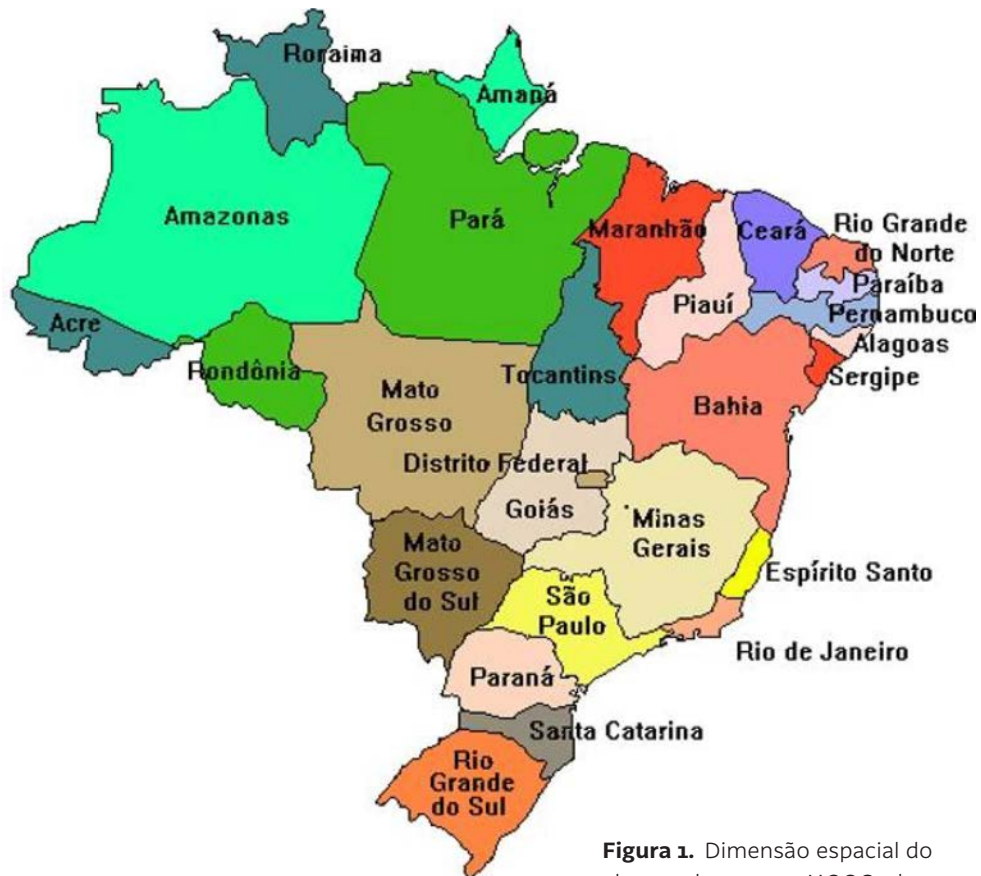 Roraima
Amaná
Amazonas
Pará
Maranhão
Ceará
Rio Grande
do Norte
Paraíba
Piauí
Pernambuco
Acre
Alagoas
Rondônia
Tocantins
Sergipe
Mato
Grosso
Bahia
Distrito Federal
Goiás
Minas
Gerais
Mato
Grosso
do Sul
Espírito Santo
São
Paulo
Rio de Janeiro
Paraná
Santa Catarina
Rio
Grande
do Sul
Figura 1. Dimensão espacial do